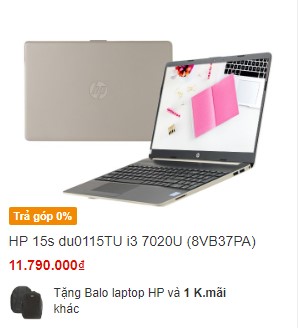 Trả góp 0%
HP 15s du0115TU i3 7020U (8VB37PA)
11.790.000₫
Tặng Balo laptop HP và 1 K.mãi
khác